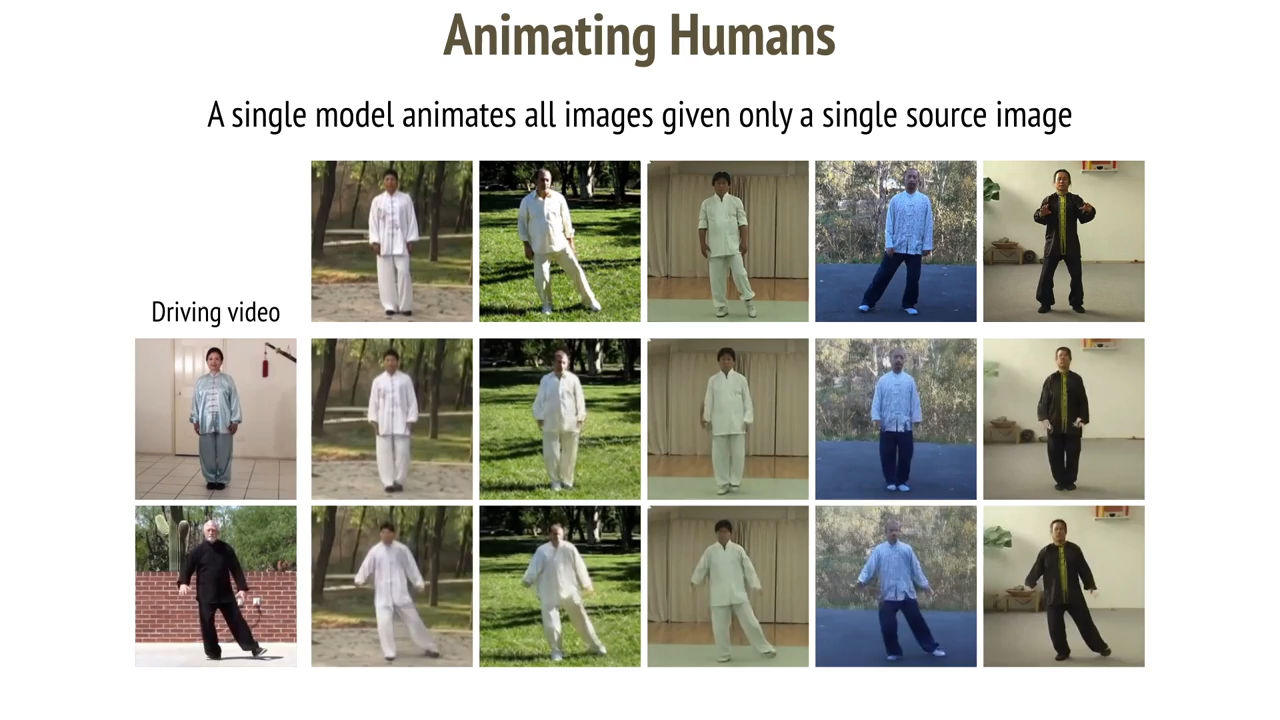 Animating Humans
A single model animates all images given only a single source image
Driving video